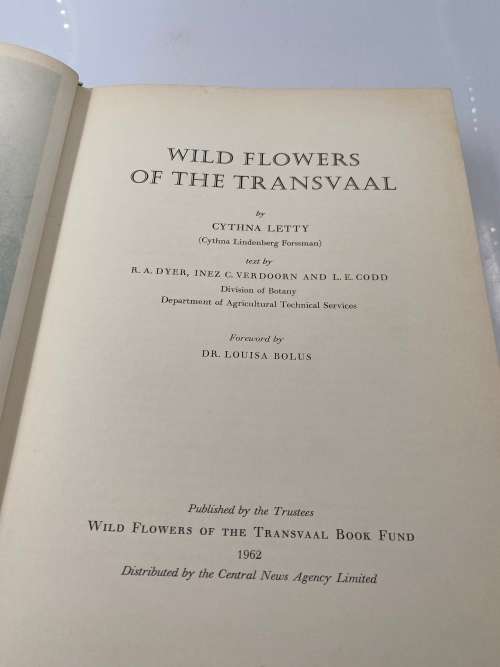 WILD FLOWERS
OF THE TRANSVAAL
by
CYTHNA LETTY
(Cythna Lindenberg Forssman)
text by
R. A. DYER, INEZ C. VERDOORN AND L. E. CODD
Division of Botany
Department of Agricultural Technical Services
Foreword by
DR. LOUISA BOLUS
Published by the Trustees
WILD FLOWERS OF THE TRANSVAAL BOOK FUND
1962
Distributed by the Central News Agency Limited